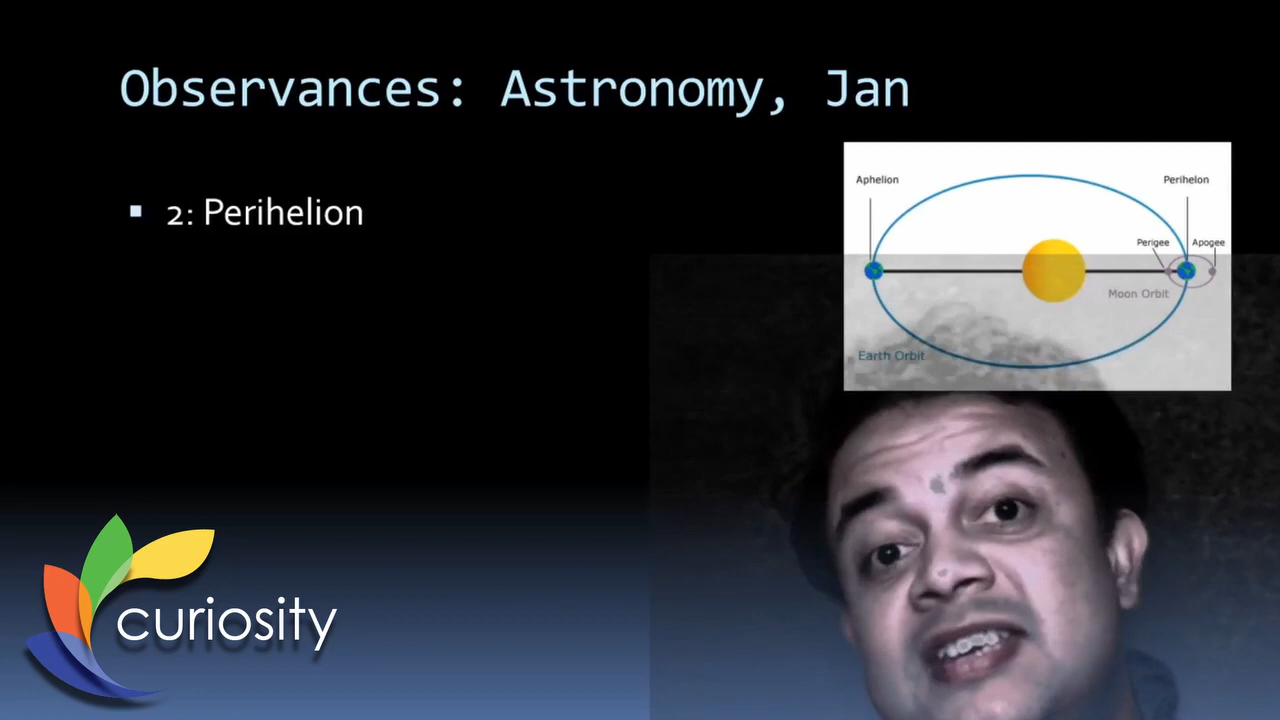 Observances: Astronomy, Jan
2: Perihelion
Aphelion
Perihelon
Perigee
Apogee
Moon Orbit
Earth Orbit
curiosity